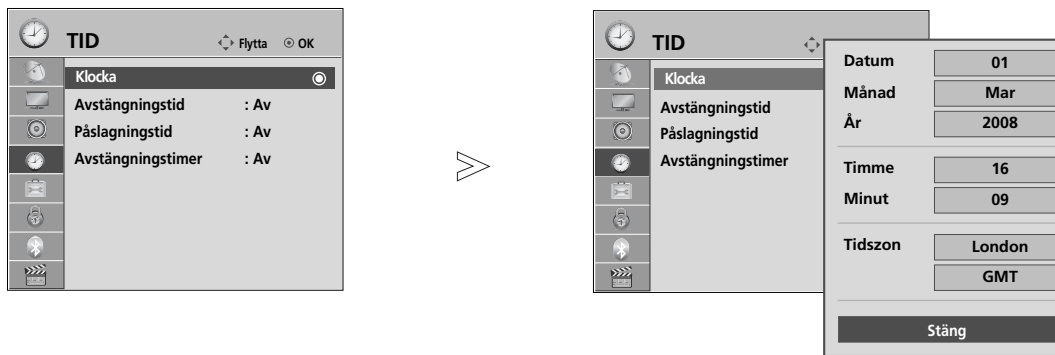 TID Flytta OK
Klocka
Avstängningstid : Av
Påslagningstid : Av
Avstängningstimer : Av
TID
Klocka
Avstängningstid
Påslagningstid
Avstängningstimer
Datum 01
Månad Mar
År 2008
Timme 16
Minut 09
Tidszon London
GMT
Stäng